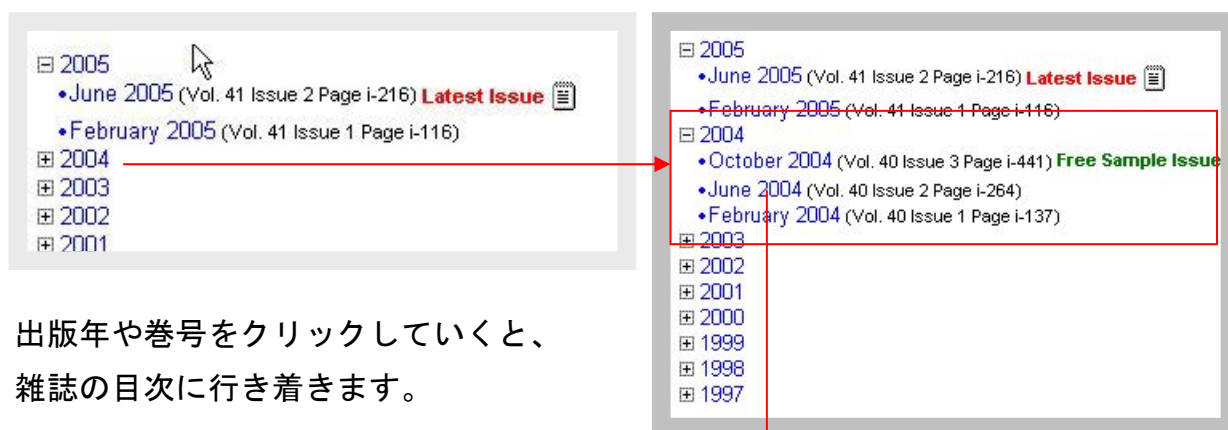 2005
•June 2005 (Vol. 41 Issue 2 Page i-216) Latest Issue
•February 2005 (Vol. 41 Issue 1 Page i-116)
2004
2003
2002
2001
出版年や巻号をクリックしていくと、
雑誌の目次に行き着きます。
2005
•June 2005 (Vol. 41 Issue 2 Page i-216) Latest Issue
•February 2005 (Vol. 41 Issue 1 Page i-116)
2004
•October 2004 (Vol. 40 Issue 3 Page i-441) Free Sample Issue
•June 2004 (Vol. 40 Issue 2 Page i-264)
•February 2004 (Vol. 40 Issue 1 Page i-137)
2003
2002
2001
2000
1999
1998
1997